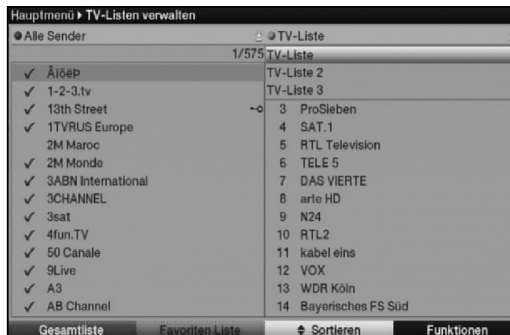 Hauptmenü ▸ TV-Listen verwalten
Alle Sender
1/575
✓ Âíöëƿ
✓ 1-2-3.tv
✓ 13th Street
✓ 1TVRUS Europe
2M Maroc
✓ 2M Monde
✓ 3ABN International
✓ 3CHANNEL
✓ 3sat
✓ 4fun.TV
✓ 50 Canale
✓ 9Live
✓ A3
✓ AB Channel
TV-Liste
TV-Liste
TV-Liste 2
TV-Liste 3
3 ProSieben
4 SAT.1
5 RTL Television
6 TELE 5
7 DAS VIERTE
8 arte HD
9 N24
10 RTL2
11 kabel eins
12 VOX
13 WDR Köln
14 Bayerisches FS Süd
Gesamtliste
Favoriten Liste
Sortieren
Funktionen